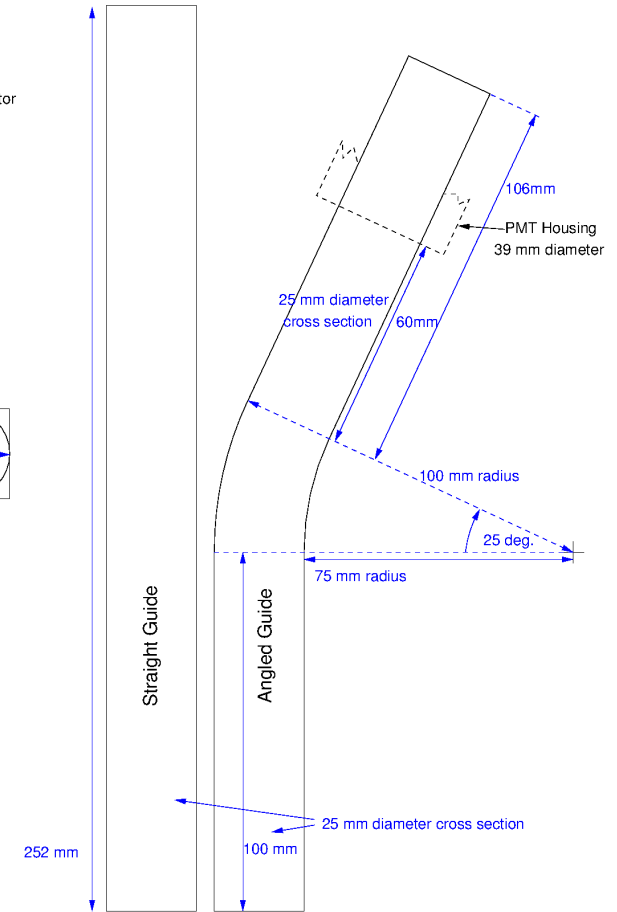 tor
106mm
PMT Housing
39 mm diameter
25 mm diameter
cross section
60mm
100 mm radius
25 deg.
75 mm radius
Straight Guide
Angled Guide
25 mm diameter cross section
100 mm
252 mm